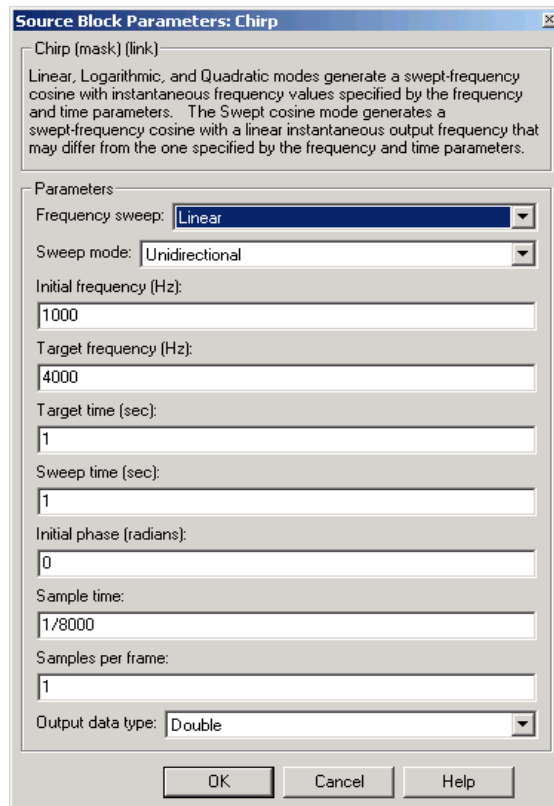 Source Block Parameters: Chirp
Chirp (mask) (link)
Linear, Logarithmic, and Quadratic modes generate a swept-frequency
cosine with instantaneous frequency values specified by the frequency
and time parameters.   The Swept cosine mode generates a
swept-frequency cosine with a linear instantaneous output frequency that
may differ from the one specified by the frequency and time parameters.
Parameters
Frequency sweep: Linear
Sweep mode: Unidirectional
Initial frequency (Hz):
1000
Target frequency (Hz):
4000
Target time (sec):
1
Sweep time (sec):
1
Initial phase (radians):
0
Sample time:
1/8000
Samples per frame:
1
Output data type: Double
OK Cancel Help